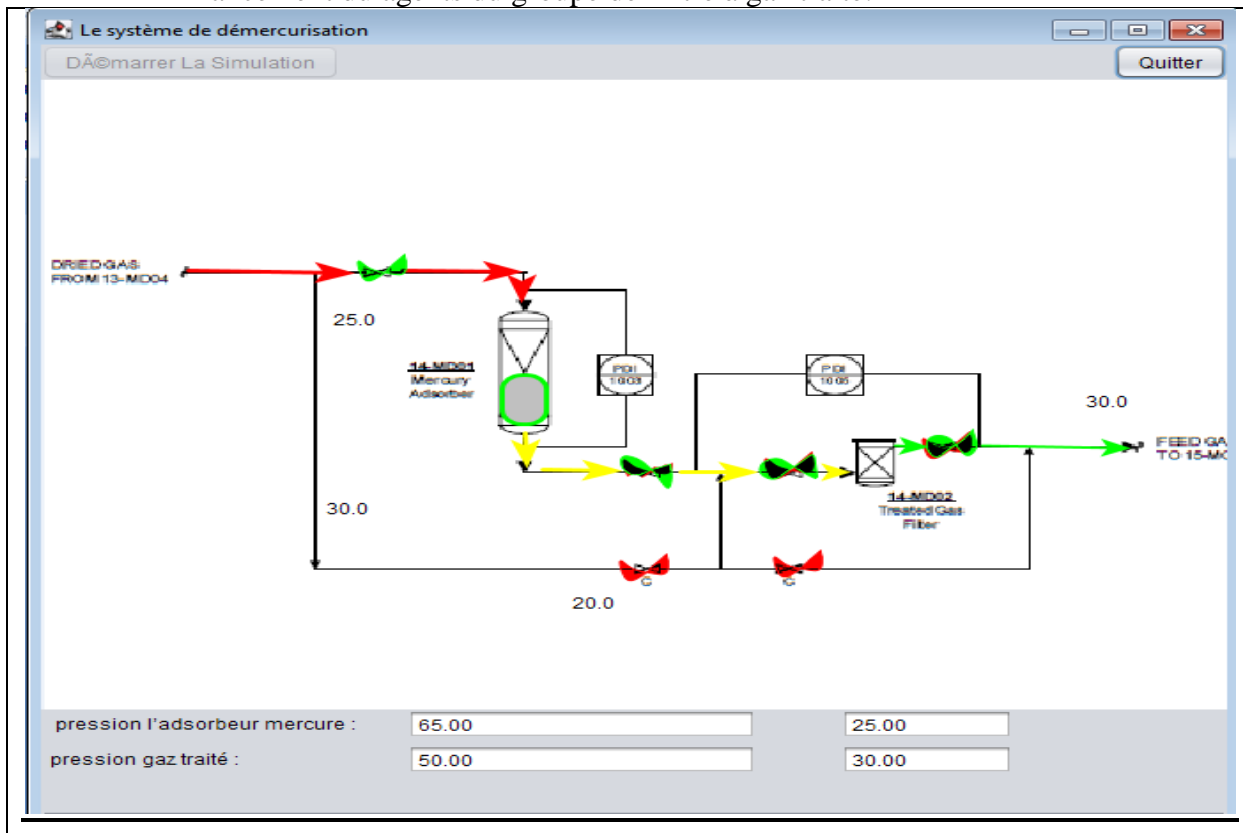 Le système de démercurisation
DÃ©marrer La Simulation
Quitter
DRIED GAS
FROM 13-MD04
25.0
14-MD01
Mercury
Adsorber
PDI
1003
PDI
30.0
FEED GA
TO 15-MC
14-MD02
Treated Gas
Filter
30.0
C
20.0
pression l'adsorbeur mercure :
65.00
25.00
pression gaz traité :
50.00
30.00